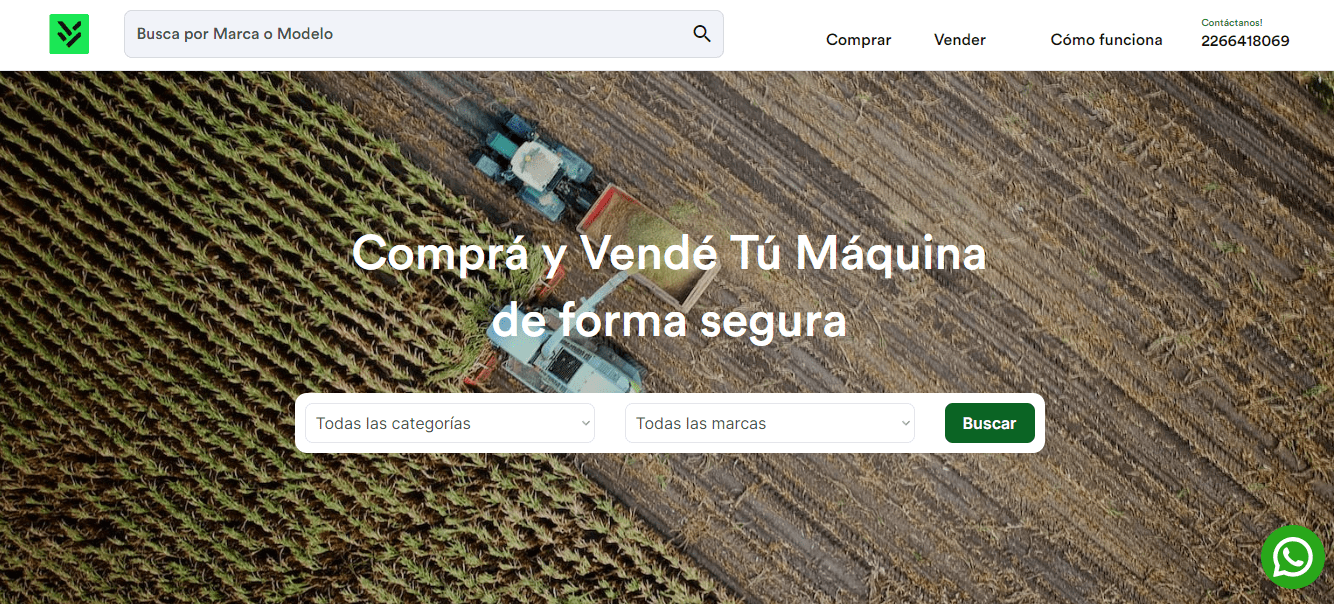 Busca por Marca o Modelo
Comprar
Vender
Cómo funciona
Contáctanos!
2266418069
Comprá y Vendé Tú Máquina
de forma segura
Todas las categorías
Todas las marcas
Buscar